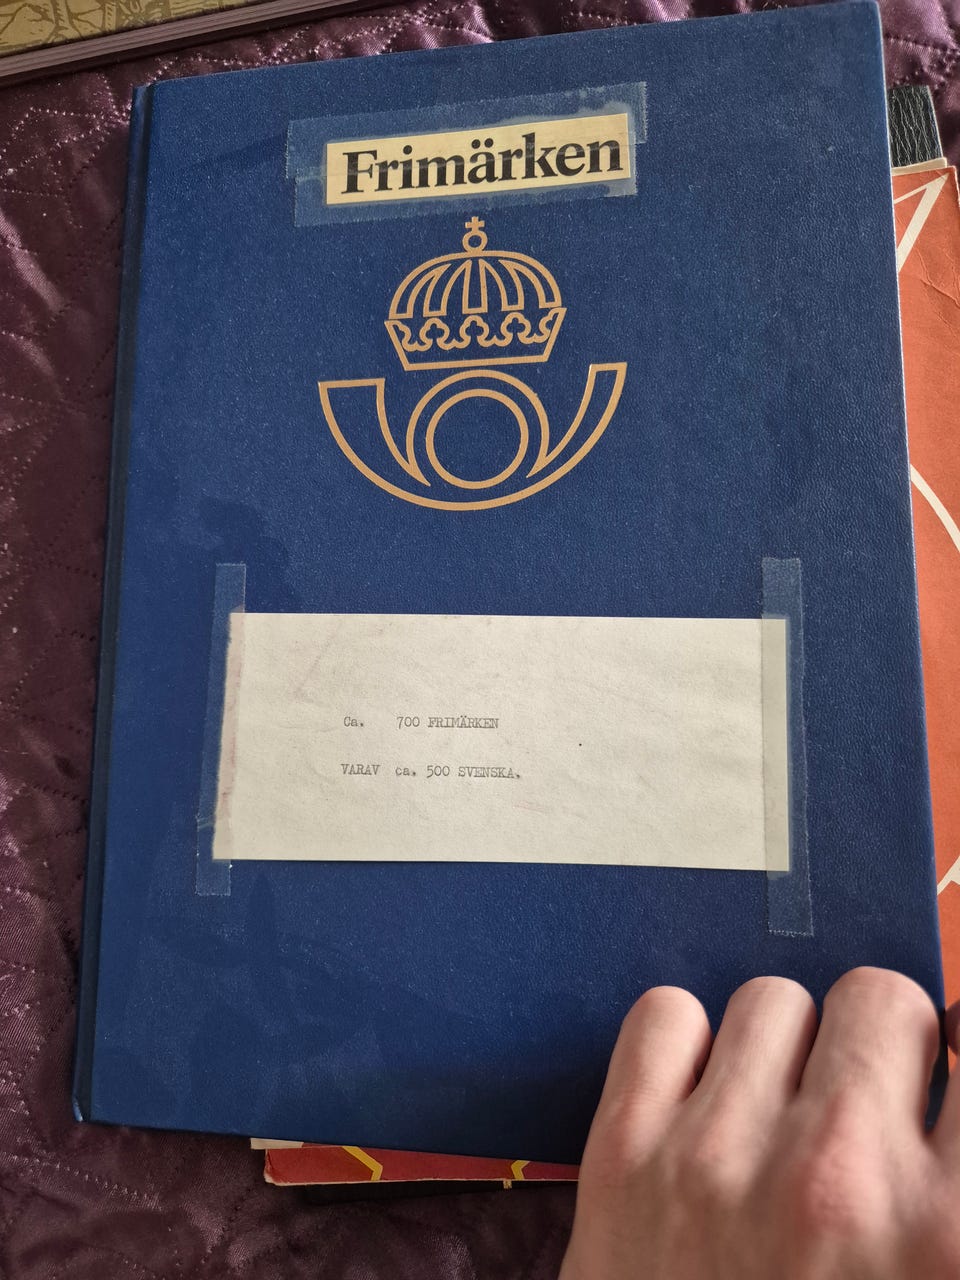 Frimärken
Ca. 700 FRIMÄRKEN
VARAV ca. 500 SVENSKA.